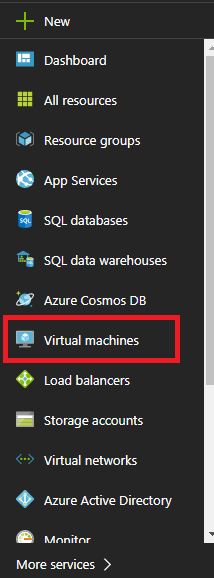 New
Dashboard
All resources
Resource groups
App Services
SQL databases
SQL data warehouses
Azure Cosmos DB
Virtual machines
Load balancers
Storage accounts
Virtual networks
Azure Active Directory
Monitor
More services